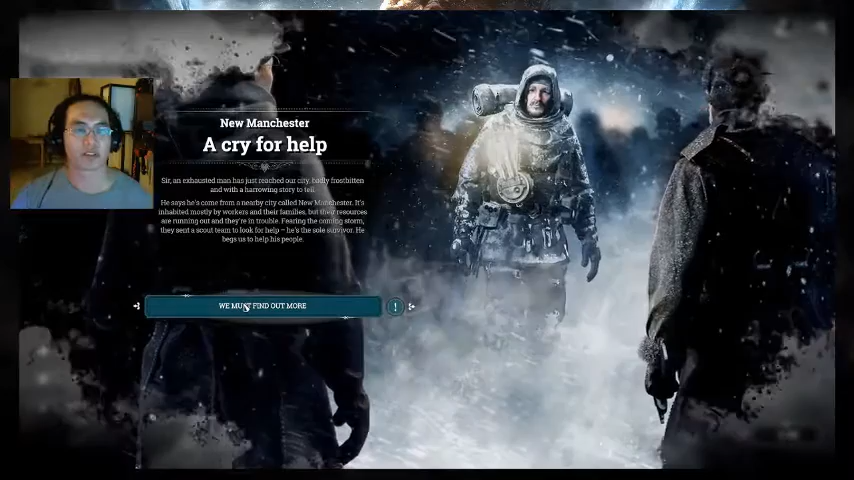 New Manchester
A cry for help
Sir, an exhausted man has just reached our city, badly frostbitten
and with a harrowing story to tell.
He says he's come from a nearby city called New Manchester. It's
inhabited mostly by workers and their families, but their resources
are running out and they're in trouble. Fearing the coming storm,
they sent a scout team to look for help – he's the sole survivor. He
begs us to help his people.
WE MUST FIND OUT MORE
!